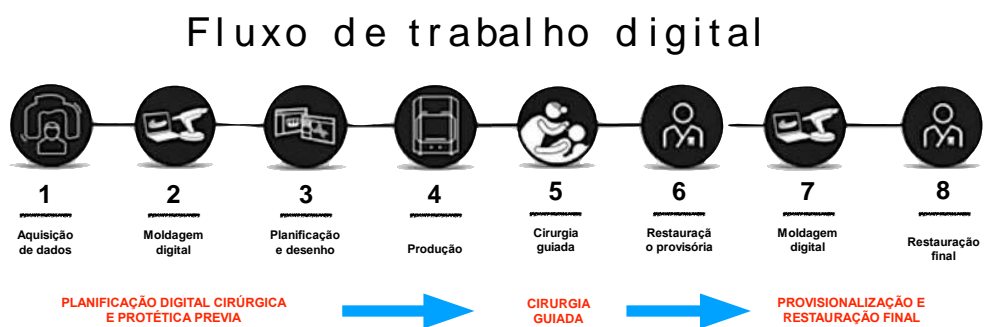 Fluxo de trabalho digital
1
2
3
4
5
6
7
8
Aquisição
de dados
Moldagem
digital
Planificação
e desenho
Produção
Cirurgia
guiada
Restauraçã
o provisória
Moldagem
digital
Restauração
final
PLANIFICAÇÃO DIGITAL CIRÚRGICA
E PROTÉTICA PREVIA
CIRURGIA
GUIADA
PROVISIONALIZAÇÃO E
RESTAURAÇÃO FINAL